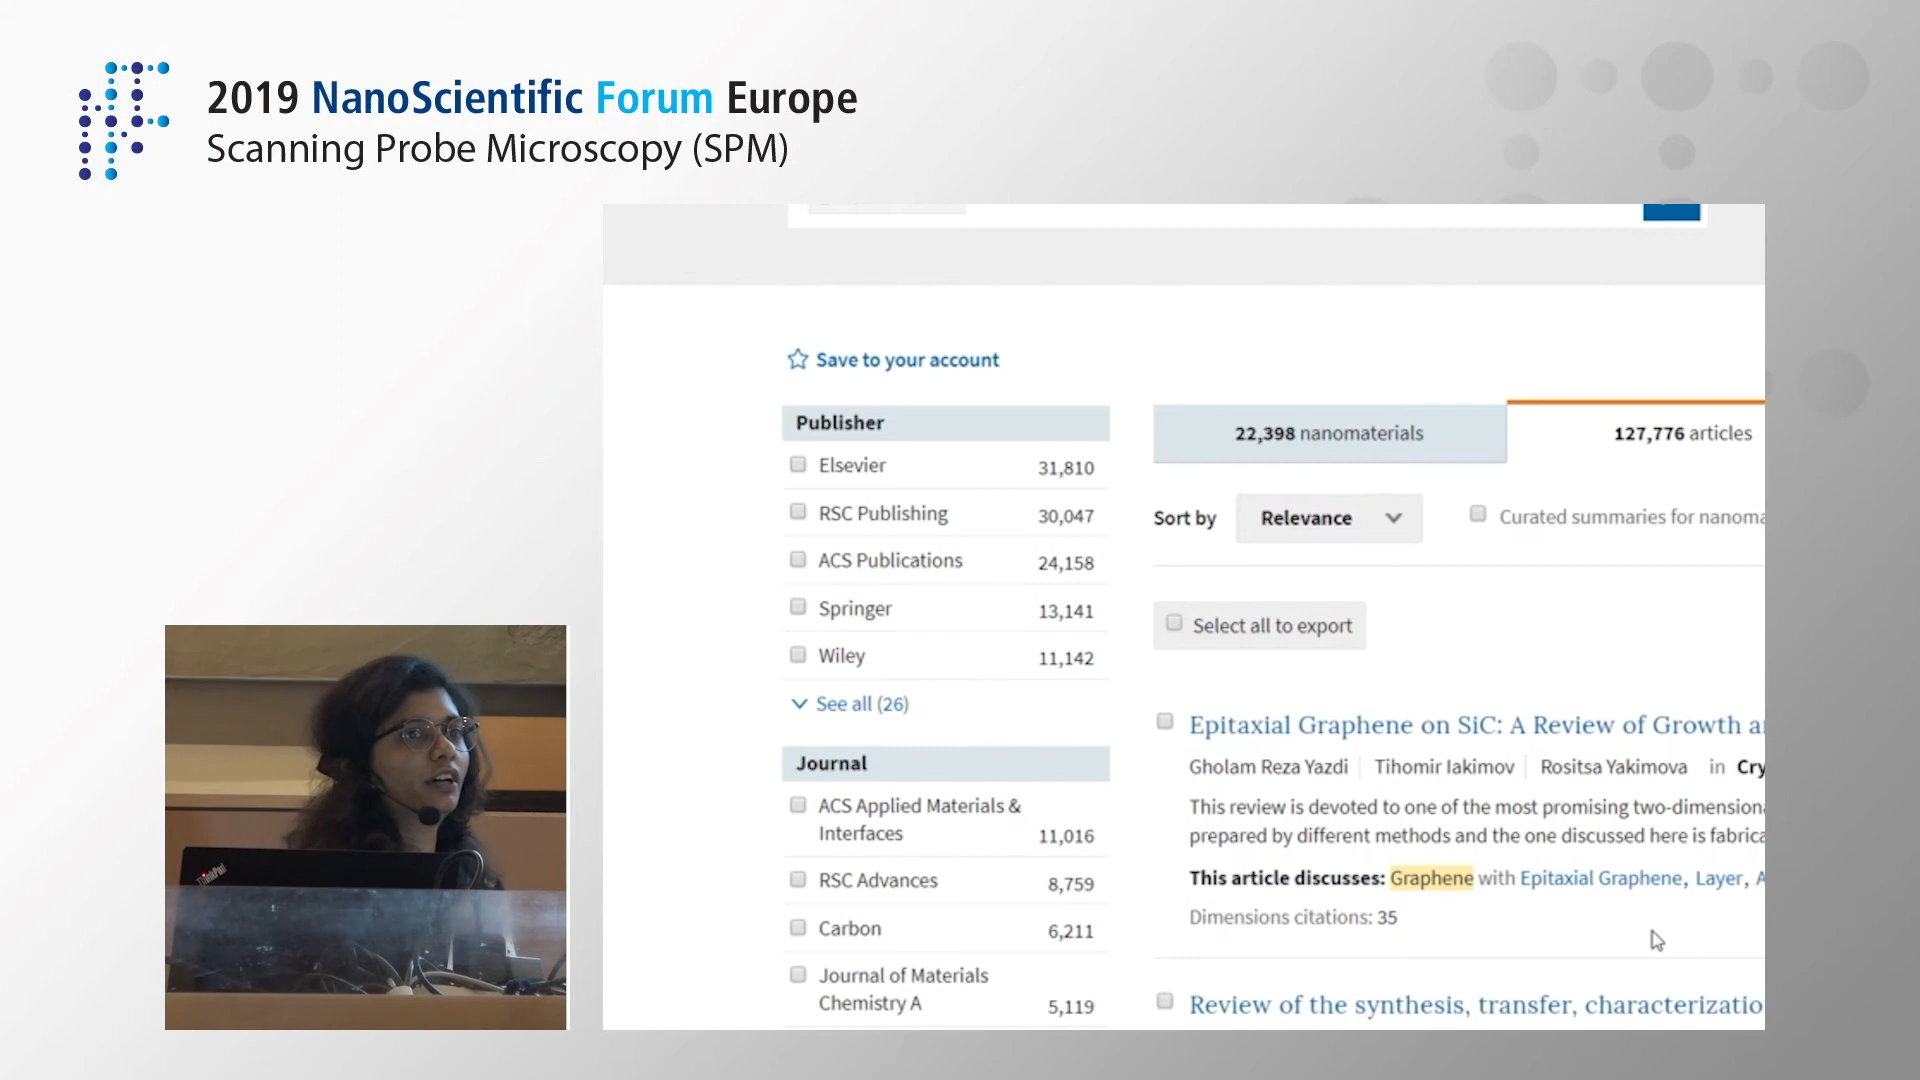 2019 NanoScientific Forum Europe
Scanning Probe Microscopy (SPM)
Save to your account
Publisher
Elsevier 31,810
RSC Publishing 30,047
ACS Publications 24,158
Springer 13,141
Wiley 11,142
See all (26)
Journal
ACS Applied Materials &
Interfaces 11,016
RSC Advances 8,759
Carbon 6,211
Journal of Materials
Chemistry A 5,119
22,398 nanomaterials
127,776 articles
Sort by Relevance
Curated summaries for nanoma
Select all to export
Epitaxial Graphene on SiC: A Review of Growth a
Gholam Reza Yazdi Tihomir Iakimov Rositsa Yakimova in Cry
This review is devoted to one of the most promising two-dimension
prepared by different methods and the one discussed here is fabrica
This article discusses: Graphene with Epitaxial Graphene, Layer, A
Dimensions citations: 35
Review of the synthesis, transfer, characterizatio
ThinkPad